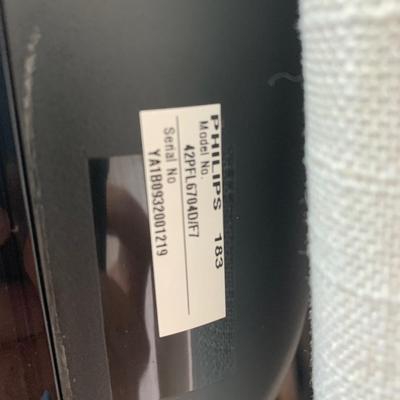 PHILIPS 183
Model No.
42PFL6704D/F7
Serial No
YA1B0932001219